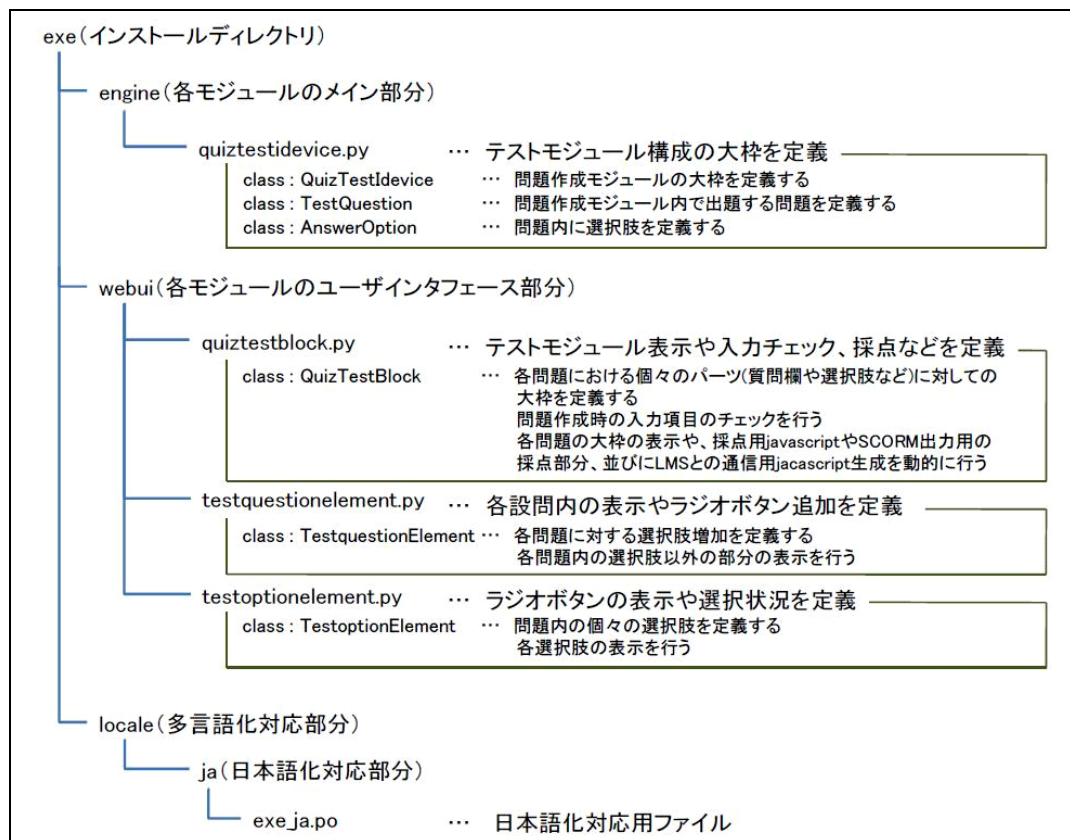 exe(インストールディレクトリ)
engine(各モジュールのメイン部分)
quiztestidevice.py … テストモジュール構成の大枠を定義
class : QuizTestIdevice … 問題作成モジュールの大枠を定義する
class : TestQuestion … 問題作成モジュール内で出題する問題を定義する
class : AnswerOption … 問題内に選択肢を定義する
webui(各モジュールのユーザインタフェース部分)
quiztestblock.py … テストモジュール表示や入力チェック、採点などを定義
class : QuizTestBlock … 各問題における個々のパーツ(質問欄や選択肢など)に対しての
大枠を定義する
問題作成時の入力項目のチェックを行う
各問題の大枠の表示や、採点用javascriptやSCORM出力用の
採点部分、並びにLMSとの通信用jacascript生成を動的に行う
testquestionelement.py … 各設問内の表示やラジオボタン追加を定義
class : TestquestionElement … 各問題に対する選択肢増加を定義する
各問題内の選択肢以外の部分の表示を行う
testoptionelement.py … ラジオボタンの表示や選択状況を定義
class : TestoptionElement … 問題内の個々の選択肢を定義する
各選択肢の表示を行う
locale(多言語化対応部分)
ja(日本語化対応部分)
exe_ja.po … 日本語化対応用ファイル